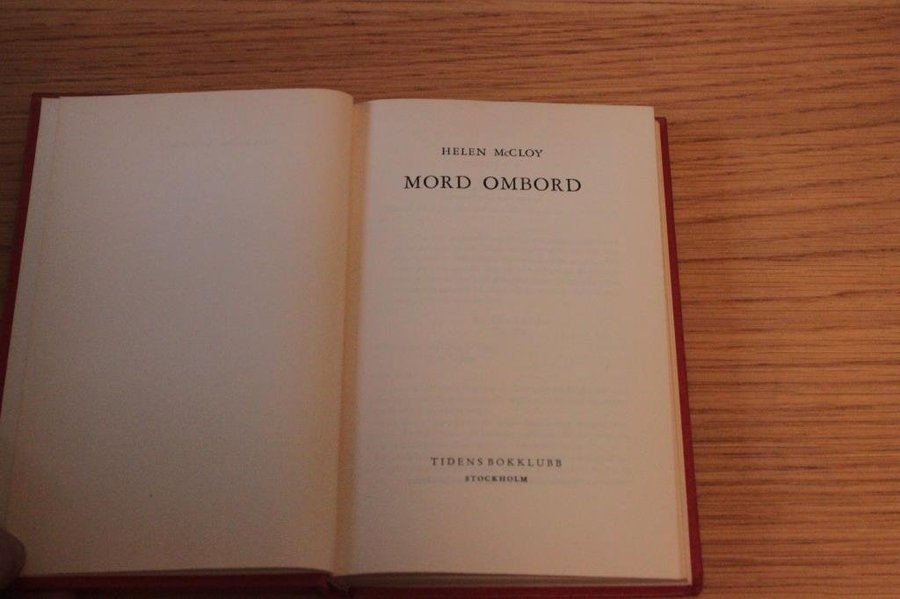 HELEN McCLOY
MORD OMBORD
TIDENS BOKKLUBB
STOCKHOLM